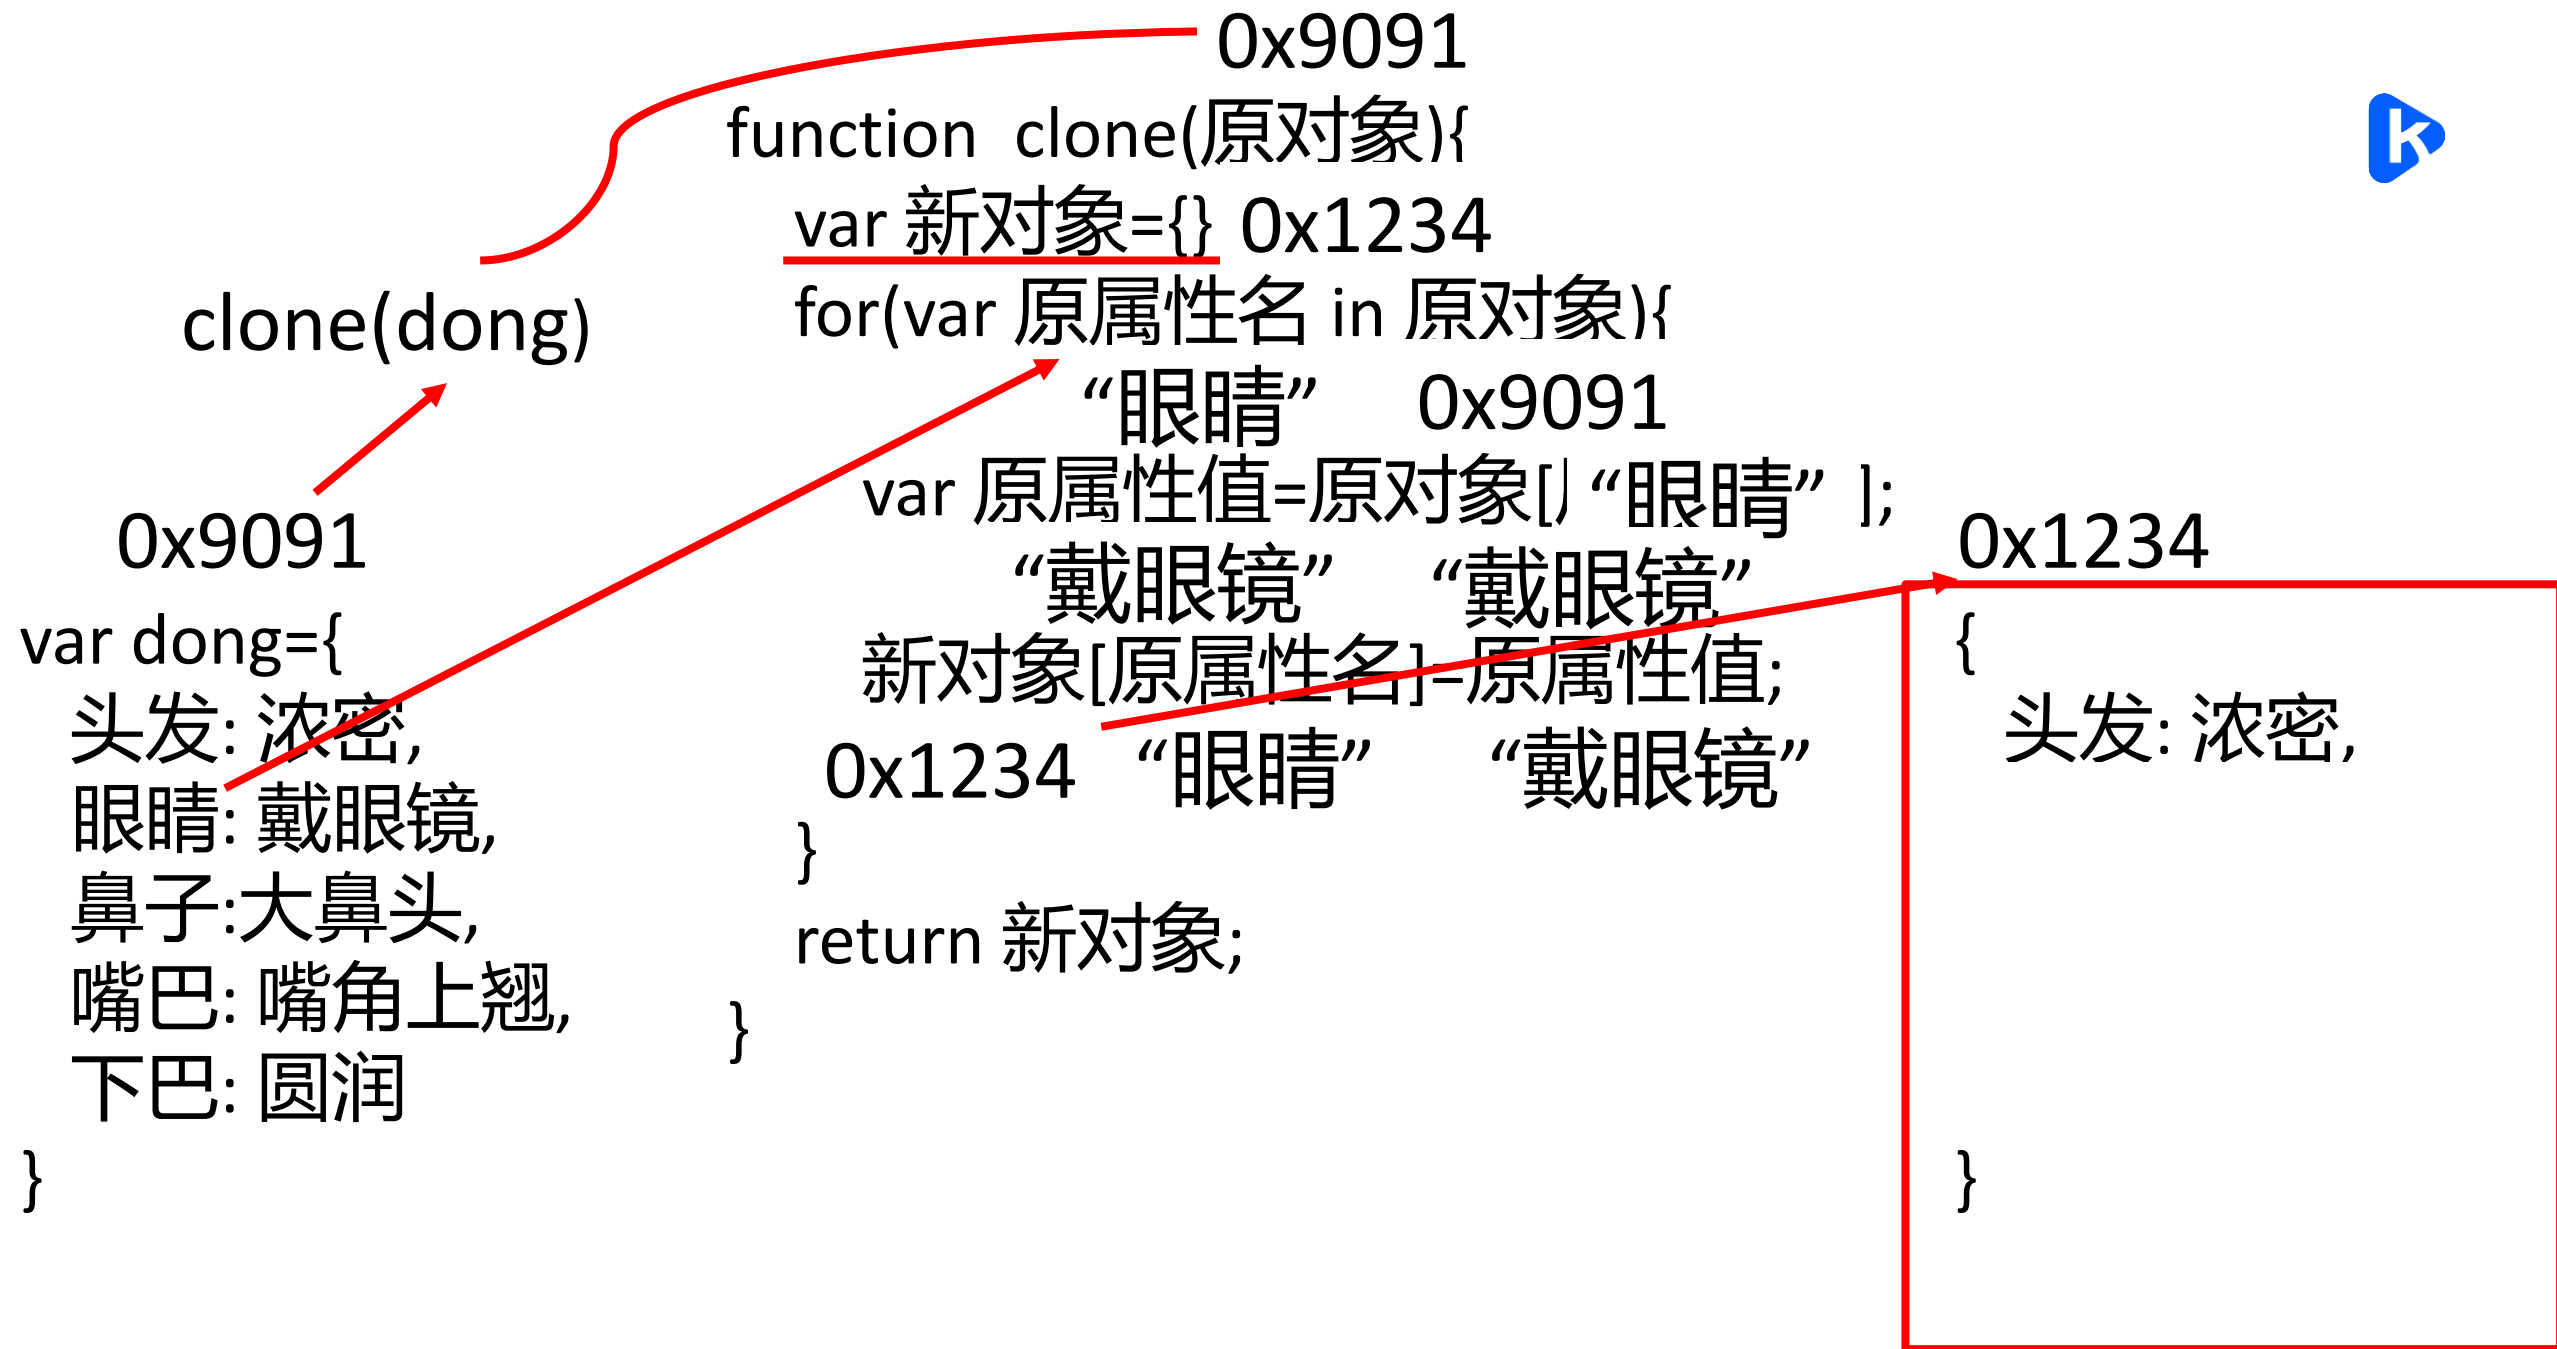 0x9091
function clone(原对象){
var 新对象={} 0x1234
for(var 原属性名 in 原对象){
“眼睛” 0x9091
var 原属性值=原对象[ “眼睛” ];
“戴眼镜” “戴眼镜”
新对象[原属性名]=原属性值;
0x1234 “眼睛” “戴眼镜”
}
return 新对象;
}
clone(dong)
0x9091
var dong={
头发: 浓密,
眼睛: 戴眼镜,
鼻子:大鼻头,
嘴巴: 嘴角上翘,
下巴: 圆润
}
0x1234
{
头发: 浓密,
}
K